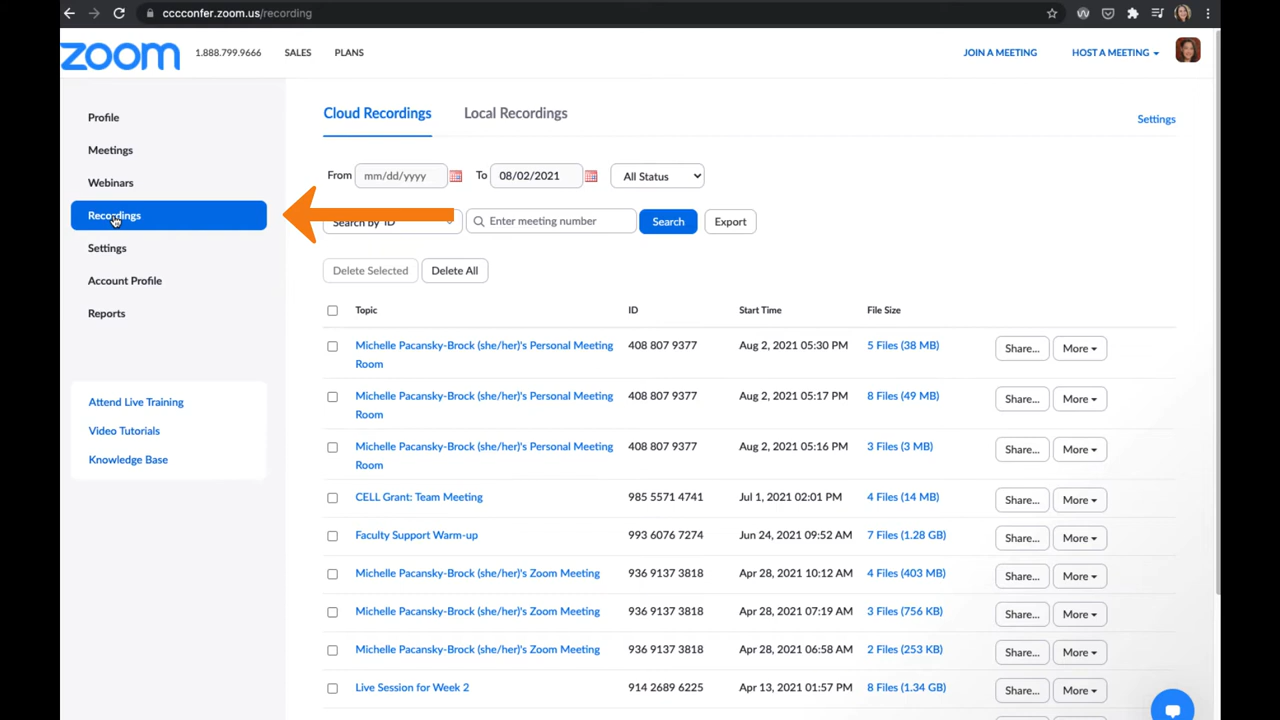 cccconfer.zoom.us/recording
zoom 1.888.799.9666 SALES PLANS JOIN A MEETING HOST A MEETING
Profile
Meetings
Webinars
Recordings
Settings
Account Profile
Reports
Attend Live Training
Video Tutorials
Knowledge Base
Cloud Recordings Local Recordings Settings
From mm/dd/yyyy To 08/02/2021 All Status
Search by ID Enter meeting number Search Export
Delete Selected Delete All
Topic ID Start Time File Size
Michelle Pacansky-Brock (she/her)'s Personal Meeting 408 807 9377 Aug 2, 2021 05:30 PM 5 Files (38 MB) Share... More
Room
Michelle Pacansky-Brock (she/her)'s Personal Meeting 408 807 9377 Aug 2, 2021 05:17 PM 8 Files (49 MB) Share... More
Room
Michelle Pacansky-Brock (she/her)'s Personal Meeting 408 807 9377 Aug 2, 2021 05:16 PM 3 Files (3 MB) Share... More
Room
CELL Grant: Team Meeting 985 5571 4741 Jul 1, 2021 02:01 PM 4 Files (14 MB) Share... More
Faculty Support Warm-up 993 6076 7274 Jun 24, 2021 09:52 AM 7 Files (1.28 GB) Share... More
Michelle Pacansky-Brock (she/her)'s Zoom Meeting 936 9137 3818 Apr 28, 2021 10:12 AM 4 Files (403 MB) Share... More
Michelle Pacansky-Brock (she/her)'s Zoom Meeting 936 9137 3818 Apr 28, 2021 07:19 AM 3 Files (756 KB) Share... More
Michelle Pacansky-Brock (she/her)'s Zoom Meeting 936 9137 3818 Apr 28, 2021 06:58 AM 2 Files (253 KB) Share... More
Live Session for Week 2 914 2689 6225 Apr 13, 2021 01:57 PM 8 Files (1.34 GB) Share... More